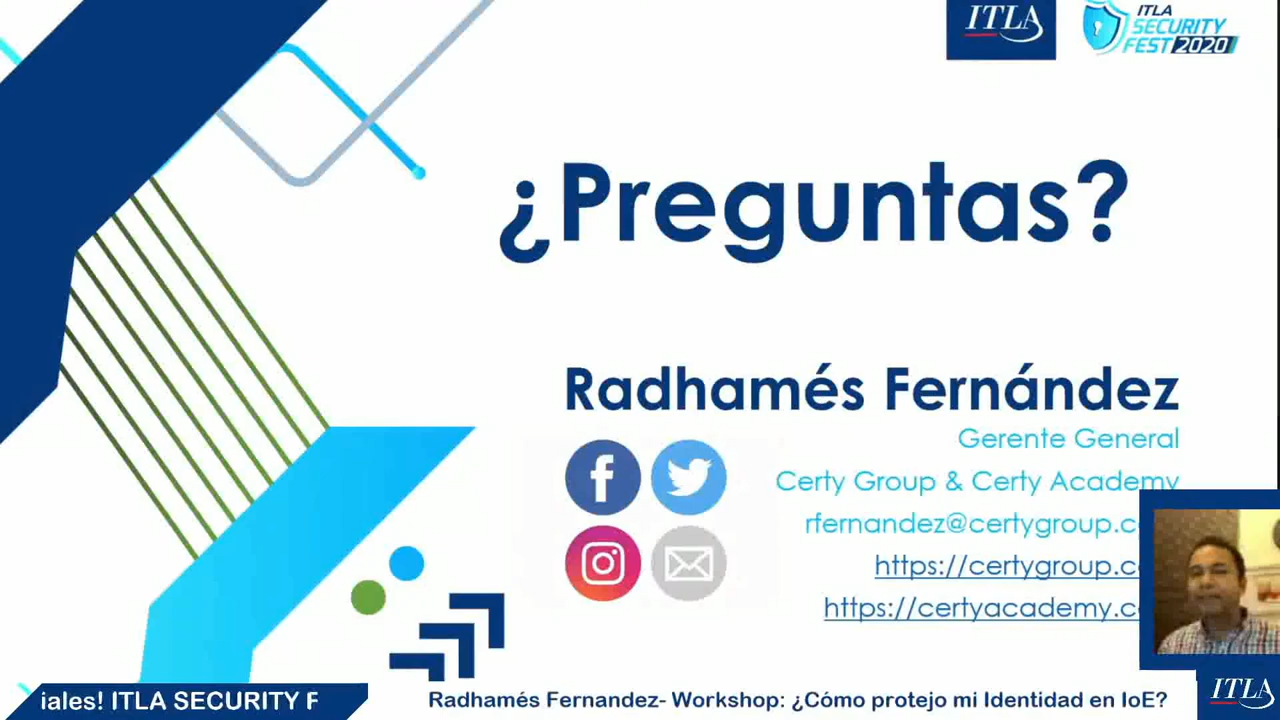 ITLA
ITLA
SECURITY
FEST 2020
¿Preguntas?
Radhamés Fernández
Gerente General
Certy Group & Certy Academy
rfernandez@certygroup.c
https://certygroup.c
https://certyacademy.c
iales! ITLA SECURITY F
Radhamés Fernandez- Workshop: ¿Cómo protejo mi Identidad en IoE?
ITLA